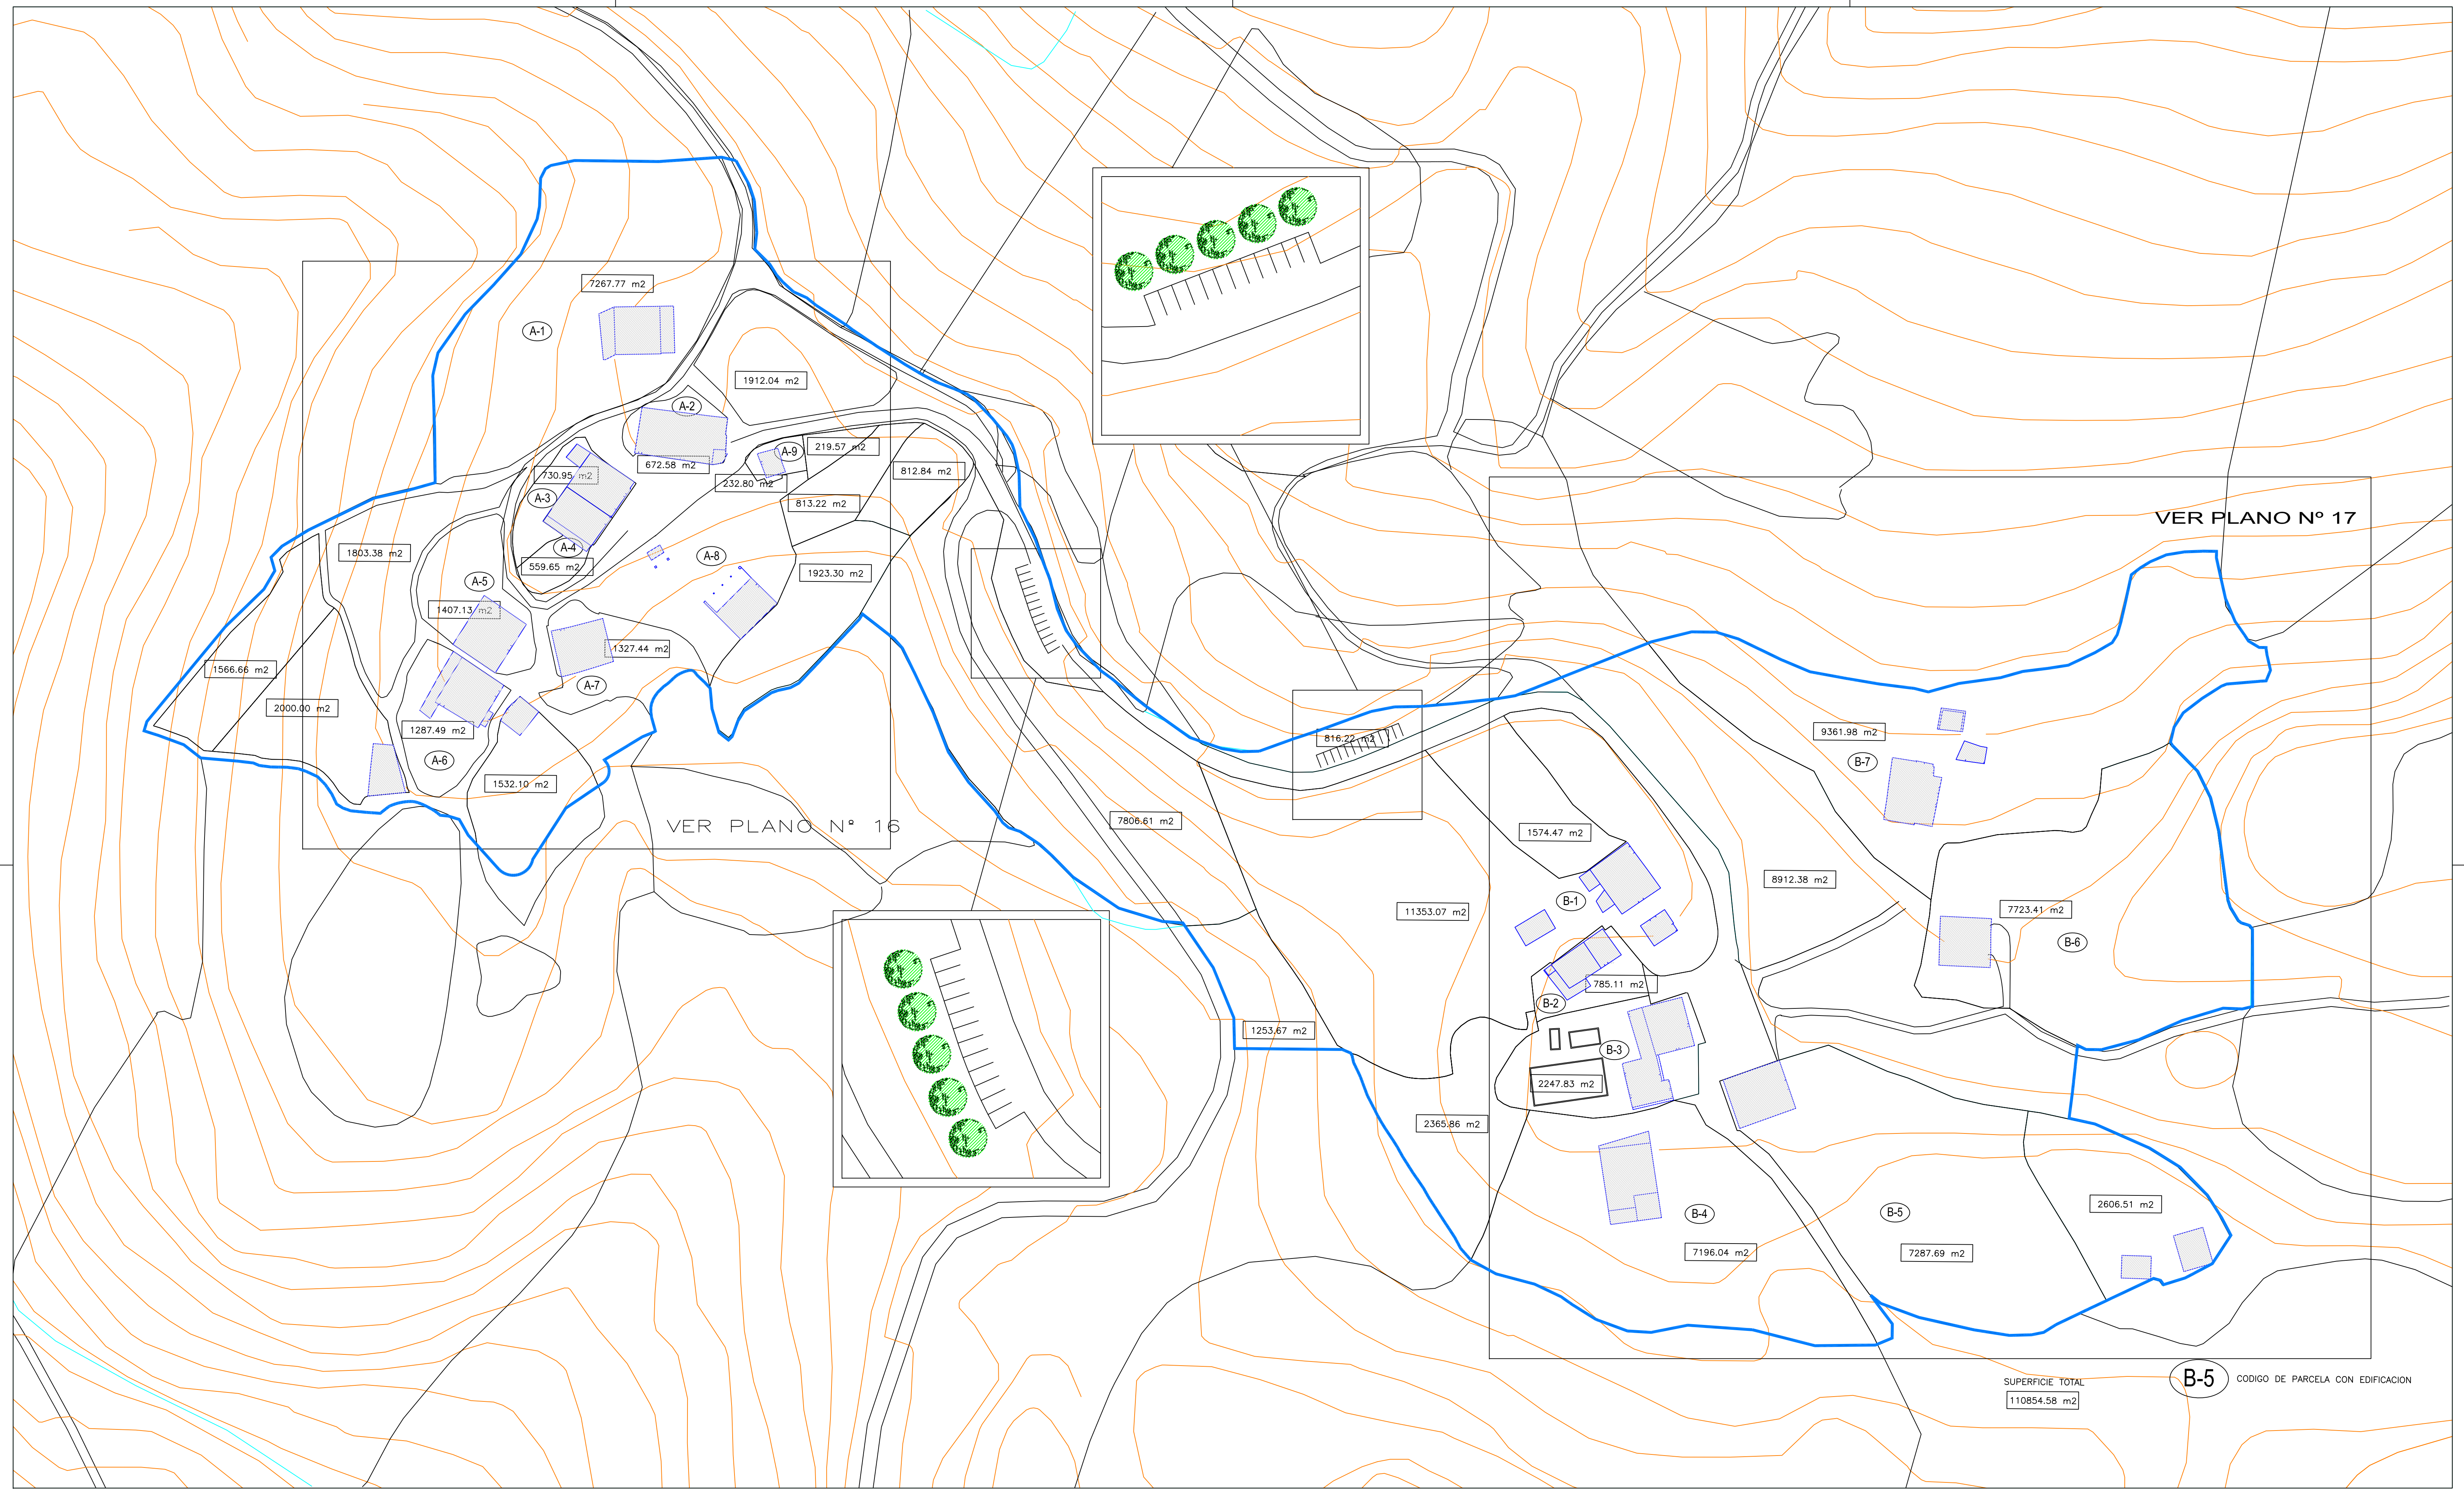 7267.77 m2
A-1
1912.04 m2
A-2
219.57 m2
A-9
672.58 m2
812.84 m2
730.95 m2
232.80 m2
A-3
813.22 m2
VER PLANO Nº 17
A-4
1803.38 m2
A-8
559.65 m2
1923.30 m2
A-5
1407.13 m2
1327.44 m2
1566.66 m2
A-7
2000.00 m2
1287.49 m2
9361.98 m2
816.22 m2
A-6
B-7
1532.10 m2
7806.61 m2
VER PLANO Nº 16
1574.47 m2
8912.38 m2
B-1
7723.41 m2
11353.07 m2
B-6
785.11 m2
B-2
1253.67 m2
B-3
2247.83 m2
2365.86 m2
2606.51 m2
B-4
B-5
7196.04 m2
7287.69 m2
SUPERFICIE TOTAL
110854.58 m2
B-5 CODIGO DE PARCELA CON EDIFICACION